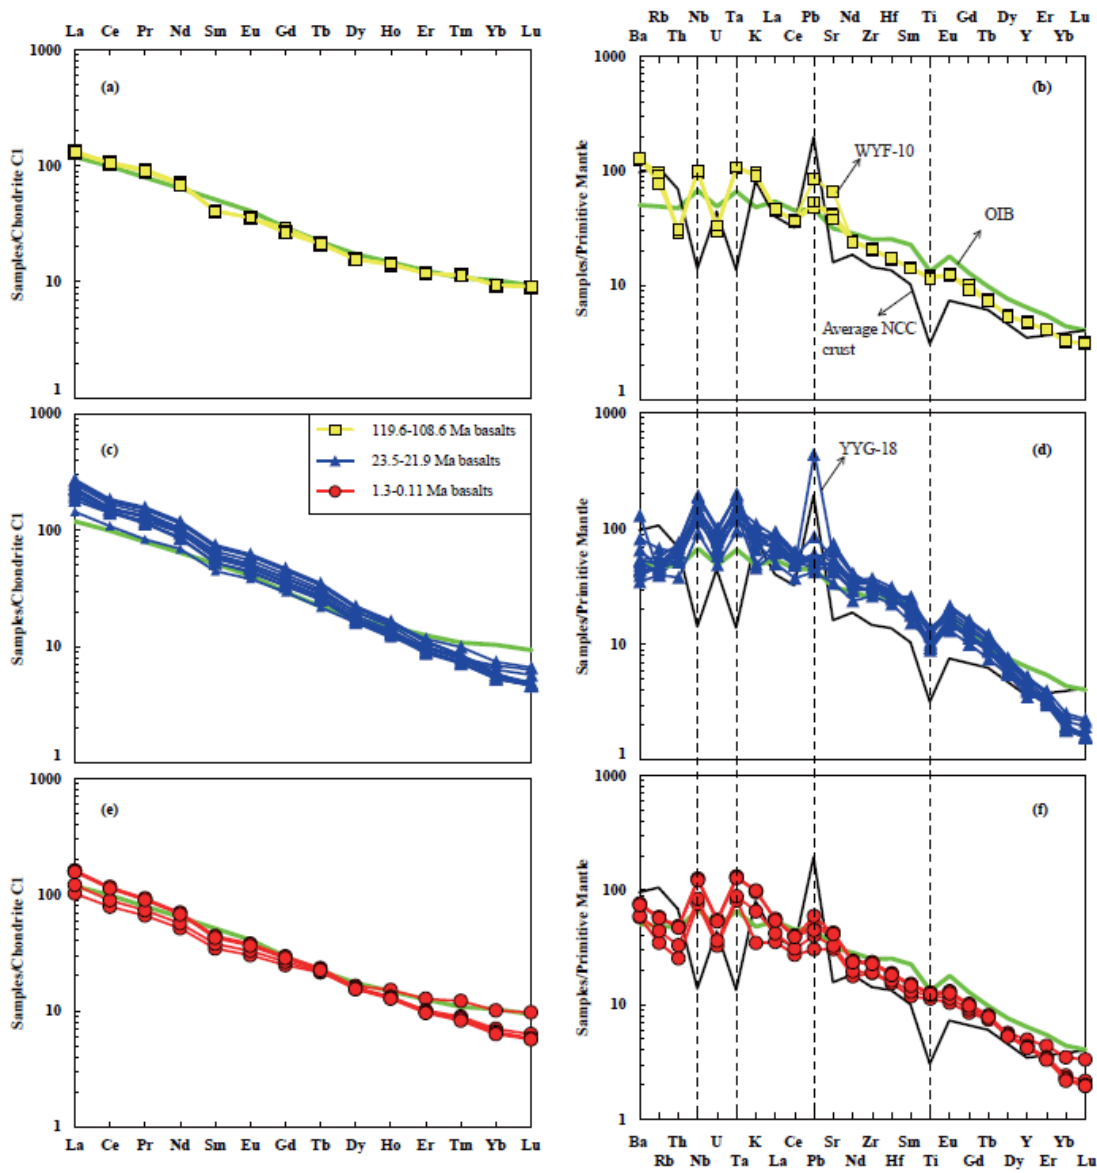 La Ce Pr Nd Sm Eu Gd Tb Dy Ho Er Tm Yb Lu
Samples/Chondrite C1
1000
100
10
1
(a)
Rb Nb Ta La Pb Nd Hf Ti Gd Dy Er Lu
Ba Th U K Ce Sr Zr Sm Eu Tb Y Yb
Samples/Primitive Mantle
1000
100
10
1
(b)
WYF-10
OIB
Average NCC
crust
Samples/Chondrite C1
1000
100
10
1
(c)
119.6-108.6 Ma basalts
23.5-21.9 Ma basalts
1.3-0.11 Ma basalts
Samples/Primitive Mantle
1000
100
10
1
(d)
YYG-18
Samples/Chondrite C1
1000
100
10
1
(e)
La Ce Pr Nd Sm Eu Gd Tb Dy Ho Er Tm Yb Lu
Samples/Primitive Mantle
1000
100
10
1
(f)
Ba Th U K Ce Sr Zr Sm Eu Tb Y Yb
Rb Nb Ta La Pb Nd Hf Ti Gd Dy Er Lu